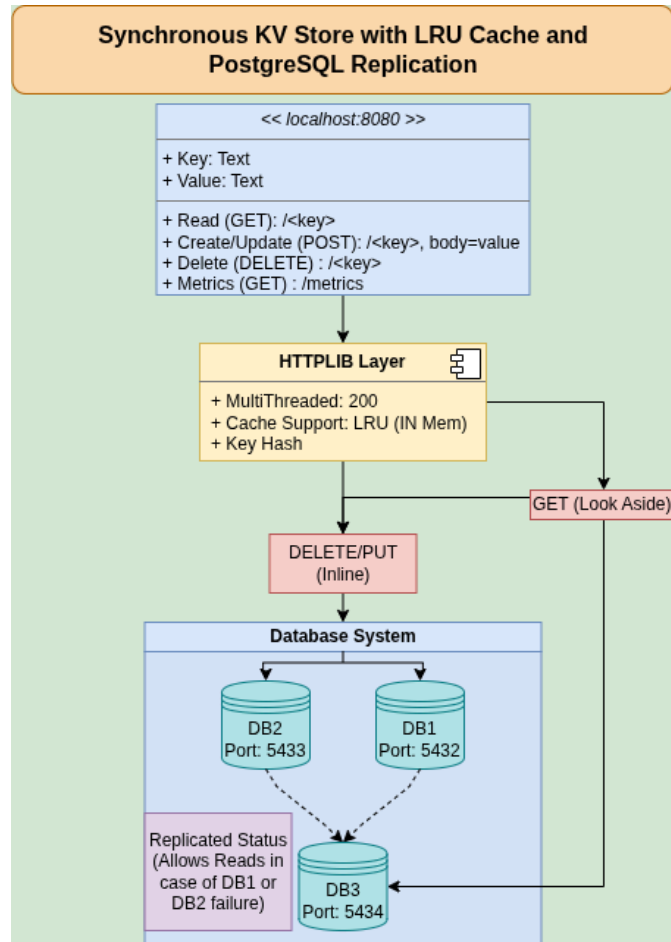 Synchronous KV Store with LRU Cache and
PostgreSQL Replication
<< localhost:8080 >>
+ Key: Text
+ Value: Text
+ Read (GET): /<key>
+ Create/Update (POST): /<key>, body=value
+ Delete (DELETE) : /<key>
+ Metrics (GET) : /metrics
HTTPLIB Layer
+ MultiThreaded: 200
+ Cache Support: LRU (IN Mem)
+ Key Hash
GET (Look Aside)
DELETE/PUT
(Inline)
Database System
DB2
Port: 5433
DB1
Port: 5432
Replicated Status
(Allows Reads in
case of DB1 or
DB2 failure)
DB3
Port: 5434